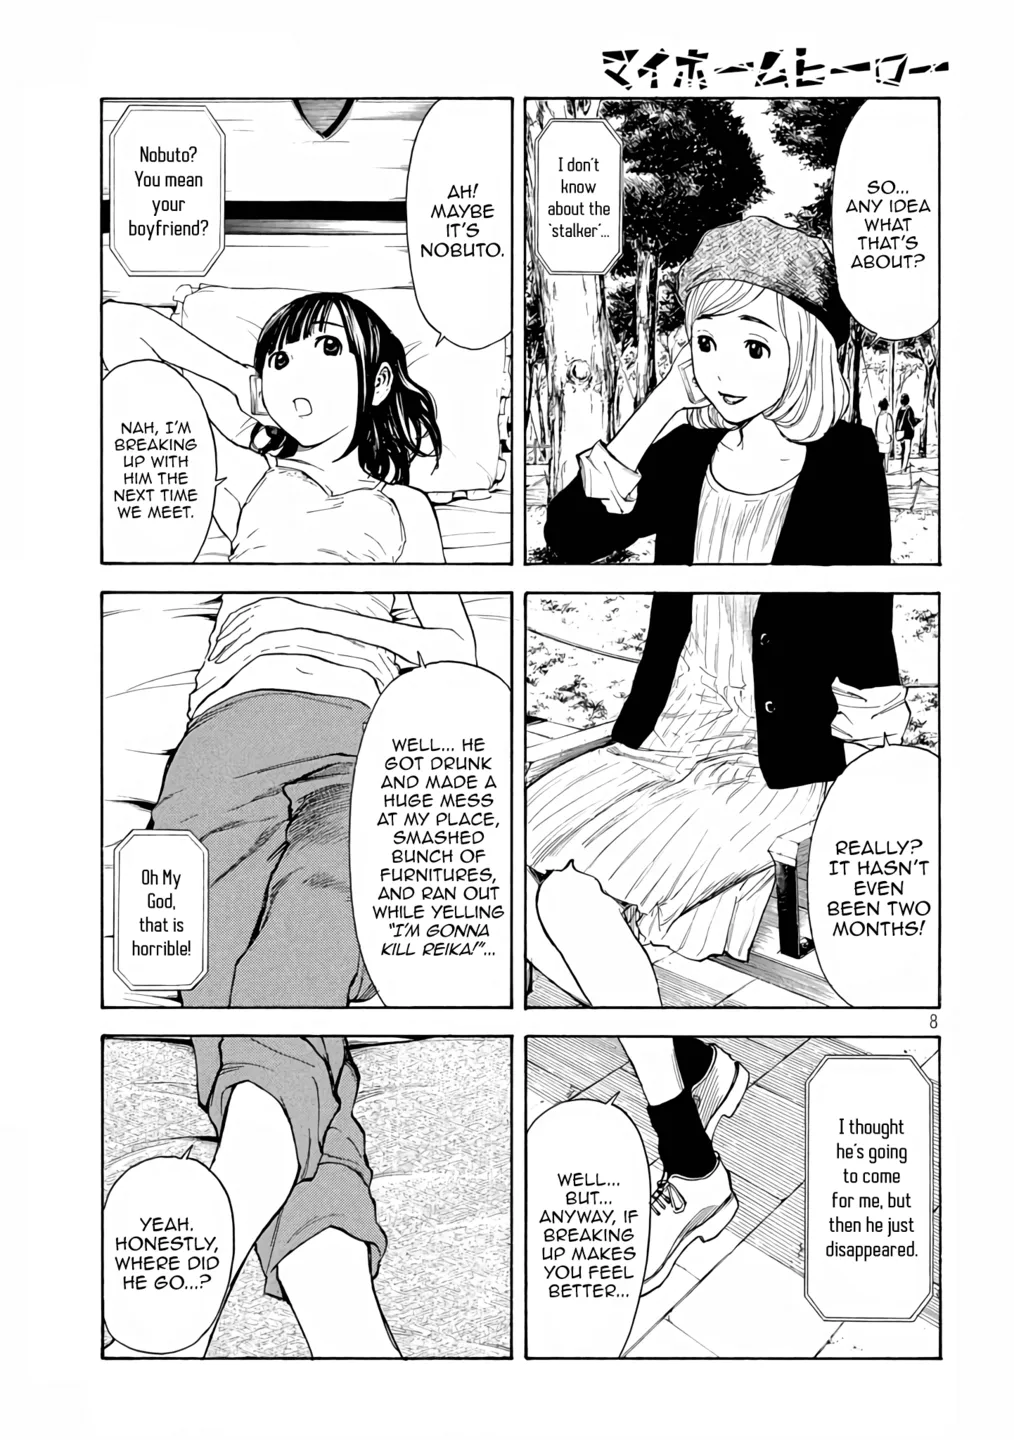 マイホームヒーロー
SO...
ANY IDEA
WHAT
THAT'S
ABOUT?
I don't
know
about the
'stalker'...
AH!
MAYBE
IT'S
NOBUTO.
Nobuto?
You mean
your
boyfriend?
NAH, I'M
BREAKING
UP WITH
HIM THE
NEXT TIME
WE MEET.
REALLY?
IT HASN'T
EVEN
BEEN TWO
MONTHS!
WELL... HE
GOT DRUNK
AND MADE A
HUGE MESS
AT MY PLACE,
SMASHED
BUNCH OF
FURNITURES,
AND RAN OUT
WHILE YELLING
"I'M GONNA
KILL REIKA!"...
Oh My
God,
that is
horrible!
8
I thought
he's going
to come
for me, but
then he just
disappeared.
WELL...
BUT...
ANYWAY, IF
BREAKING
UP MAKES
YOU FEEL
BETTER...
YEAH.
HONESTLY,
WHERE DID
HE GO...?